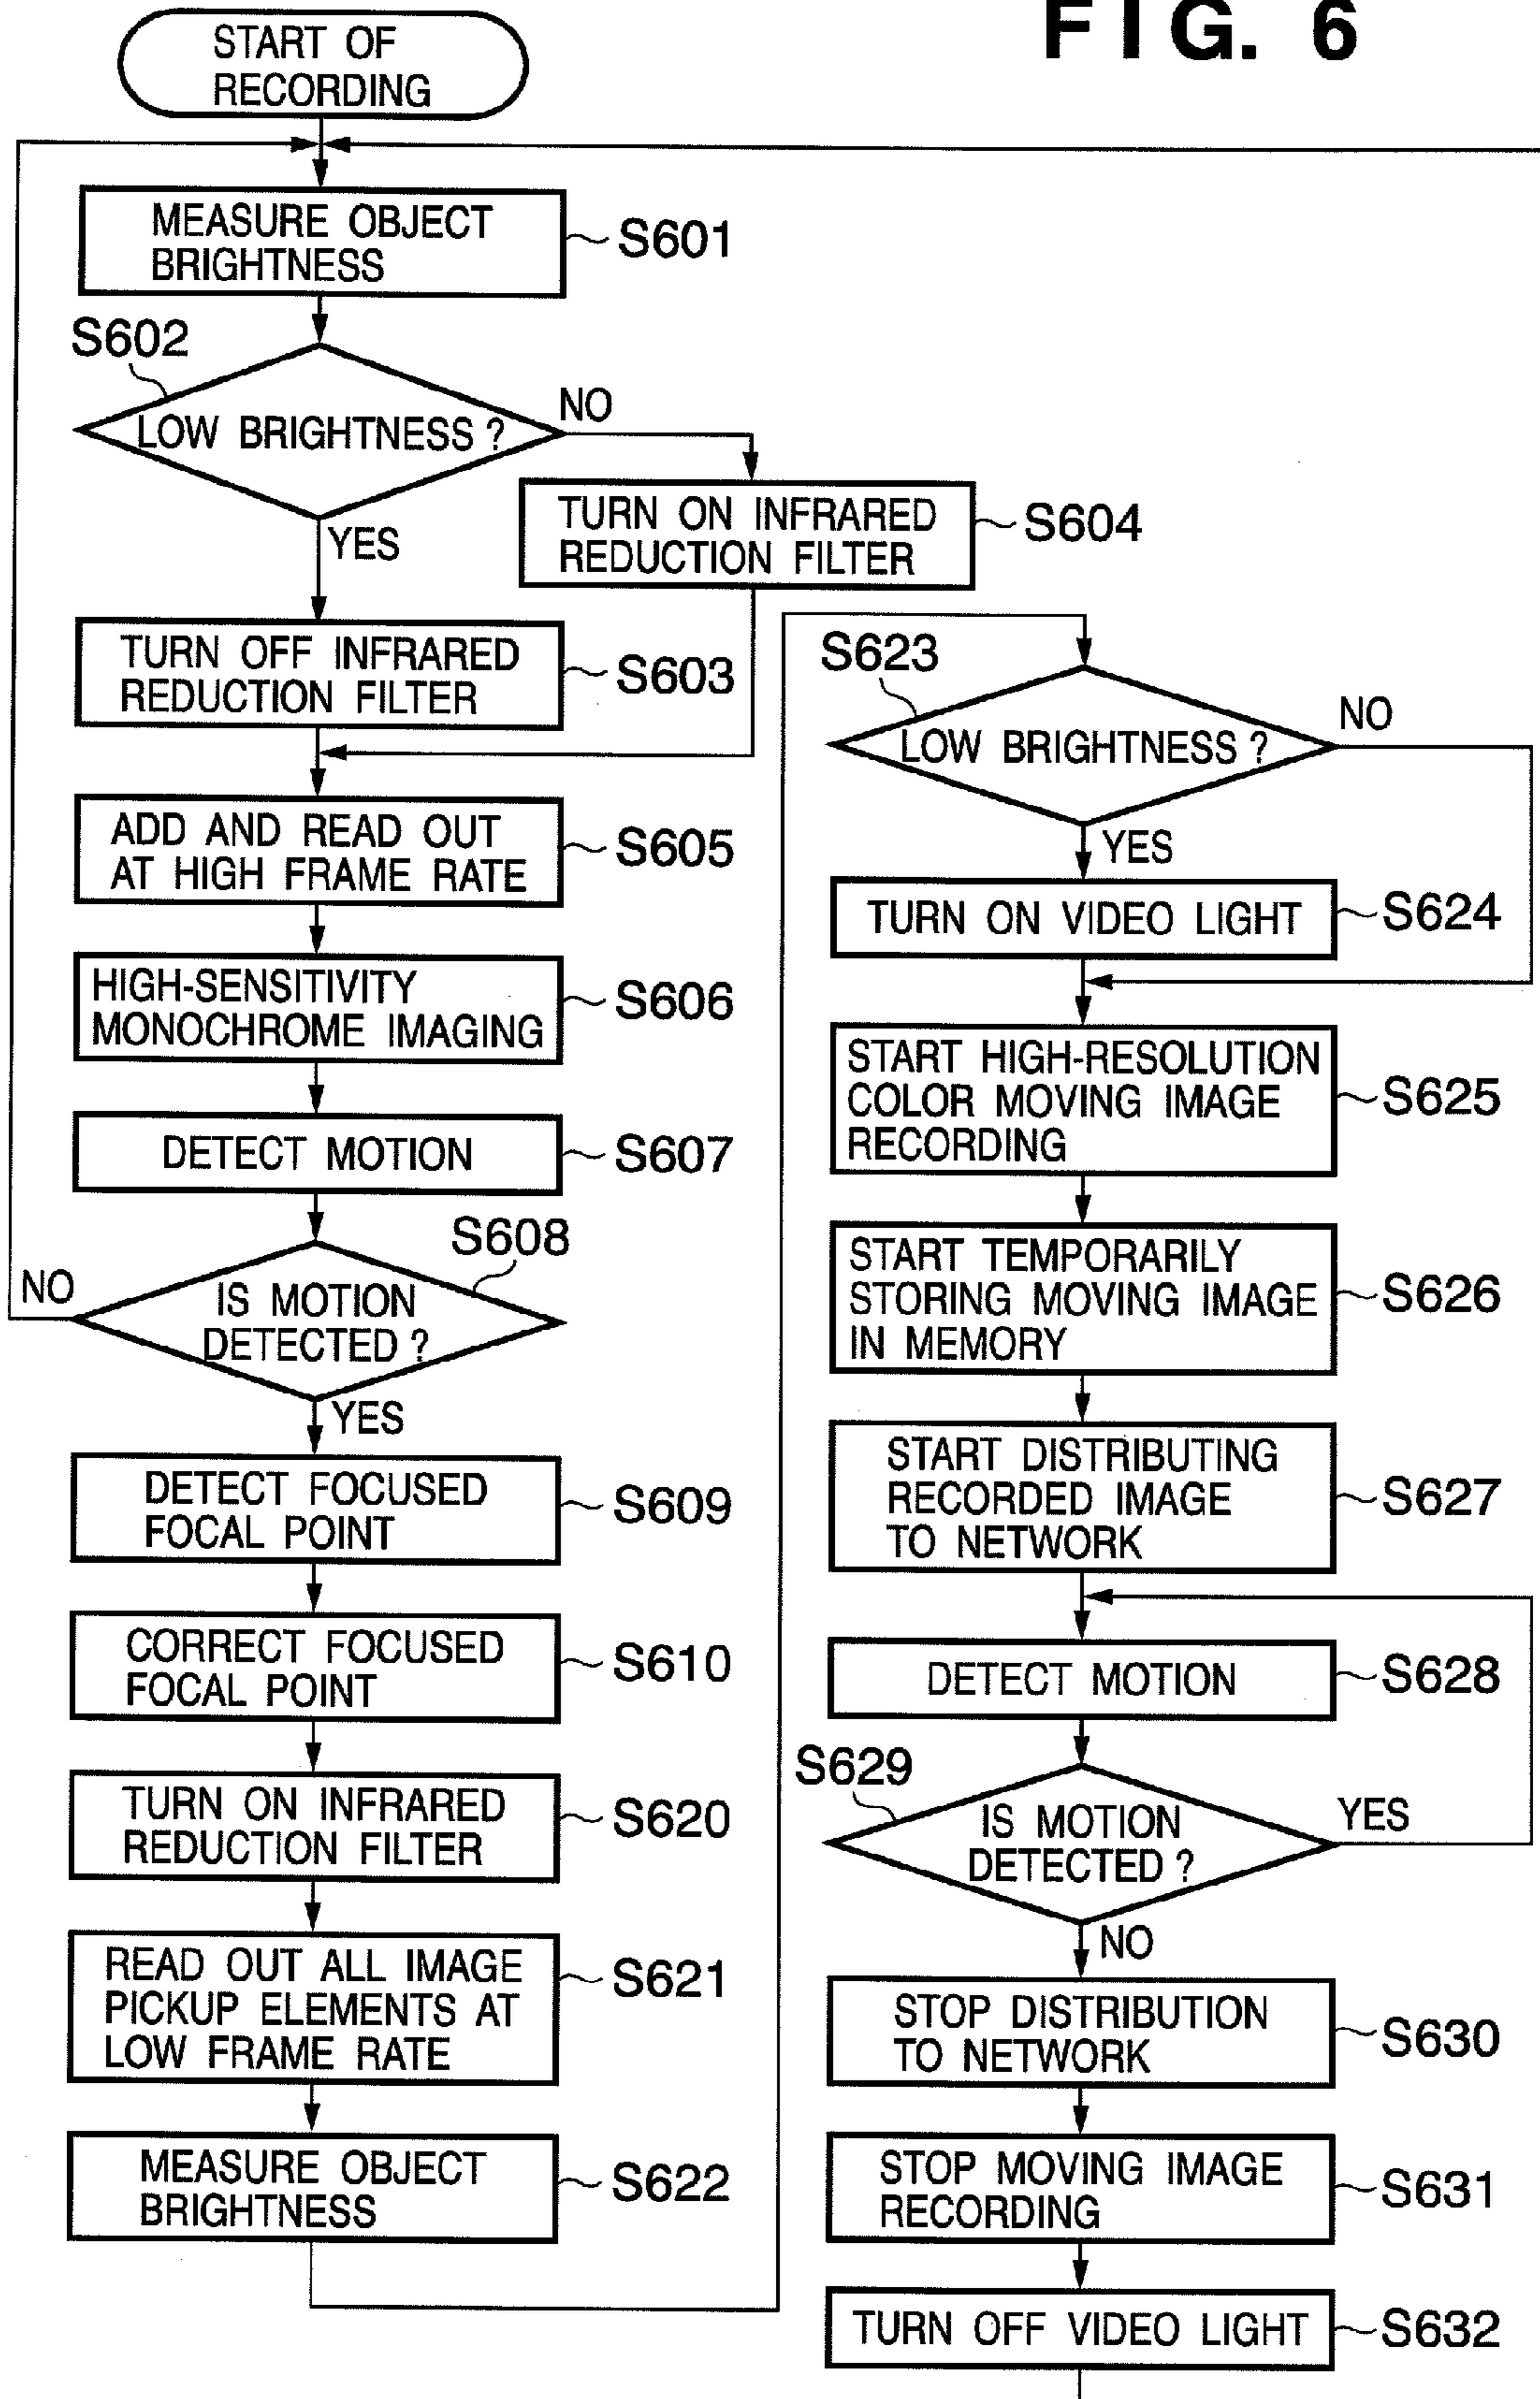 FIG. 6
START OF
RECORDING
MEASURE OBJECT
BRIGHTNESS
S601
S602
LOW BRIGHTNESS ?
NO
YES
TURN ON INFRARED
REDUCTION FILTER
S604
TURN OFF INFRARED
REDUCTION FILTER
S603
ADD AND READ OUT
AT HIGH FRAME RATE
S605
HIGH-SENSITIVITY
MONOCHROME IMAGING
S606
DETECT MOTION
S607
S608
IS MOTION
DETECTED ?
NO
YES
DETECT FOCUSED
FOCAL POINT
S609
CORRECT FOCUSED
FOCAL POINT
S610
TURN ON INFRARED
REDUCTION FILTER
S620
READ OUT ALL IMAGE
PICKUP ELEMENTS AT
LOW FRAME RATE
S621
MEASURE OBJECT
BRIGHTNESS
S622
S623
LOW BRIGHTNESS ?
NO
YES
TURN ON VIDEO LIGHT
S624
START HIGH-RESOLUTION
COLOR MOVING IMAGE
RECORDING
S625
START TEMPORARILY
STORING MOVING IMAGE
IN MEMORY
S626
START DISTRIBUTING
RECORDED IMAGE
TO NETWORK
S627
DETECT MOTION
S628
S629
IS MOTION
DETECTED ?
YES
NO
STOP DISTRIBUTION
TO NETWORK
S630
STOP MOVING IMAGE
RECORDING
S631
TURN OFF VIDEO LIGHT
S632